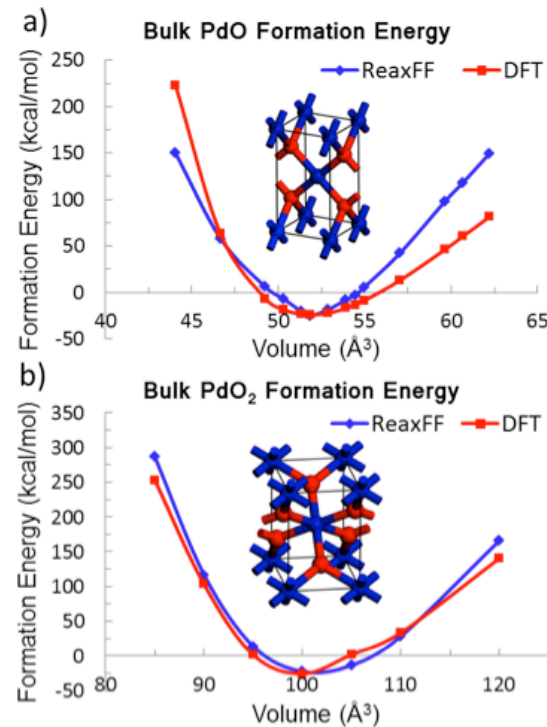 a)
Bulk PdO Formation Energy
ReaxFF DFT
Formation Energy (kcal/mol)
250
200
150
100
50
0
-50
40 45 50 55 60 65
Volume (Å³)
b)
Bulk PdO₂ Formation Energy
ReaxFF DFT
Formation Energy (kcal/mol)
350
300
250
200
150
100
50
0
-50
80 90 100 110 120
Volume (Å³)